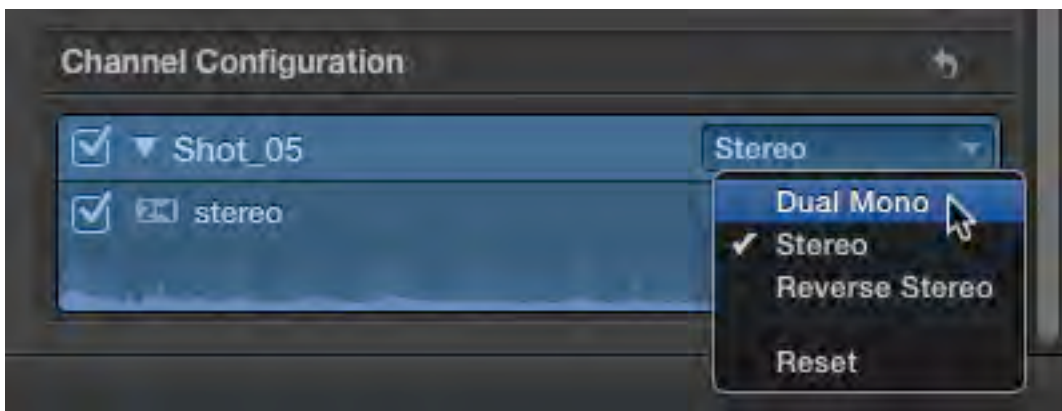 Channel Configuration
Shot_05
Stereo
stereo
Dual Mono
Stereo
Reverse Stereo
Reset